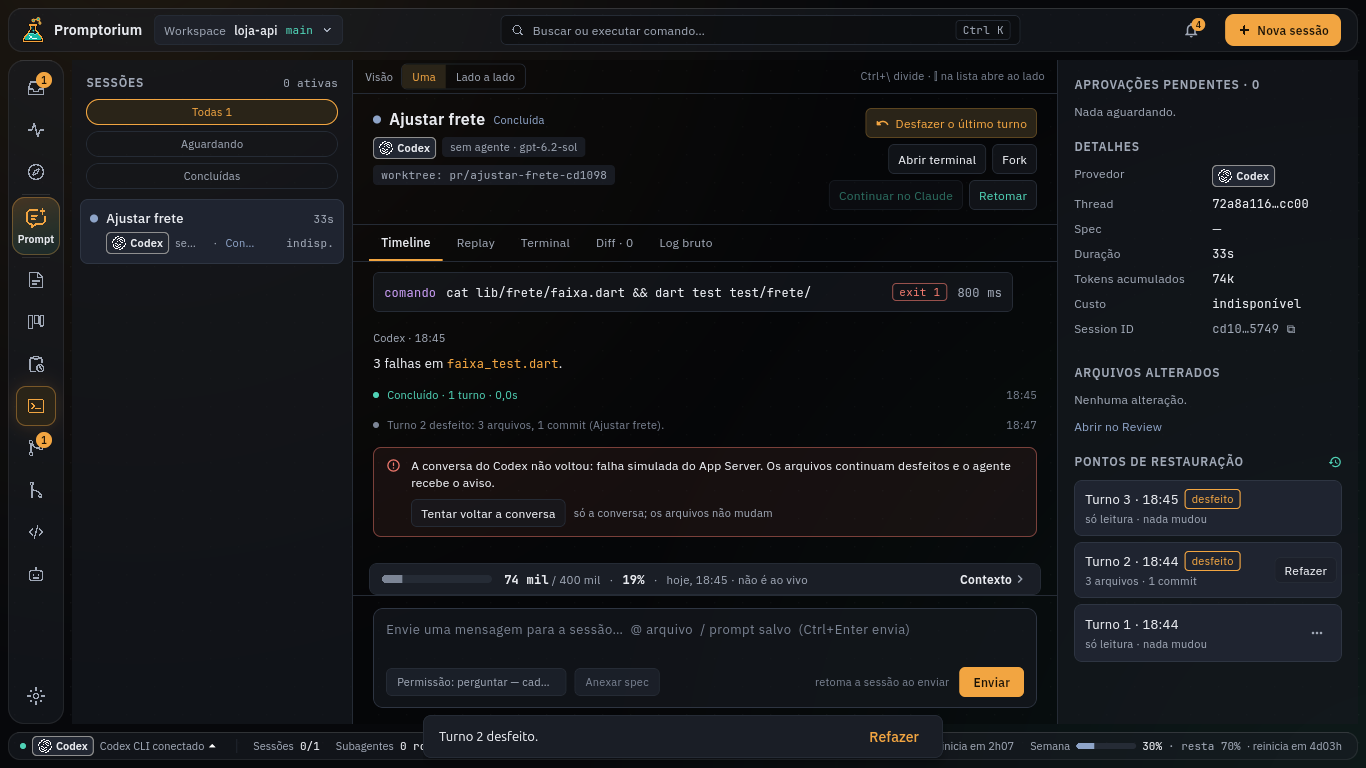 Promptorium
Workspace loja-api main
Buscar ou executar comando...
Ctrl K
4
+ Nova sessão
1
Prompt
1
SESSÕES
0 ativas
Todas 1
Aguardando
Concluídas
Ajustar frete
33s
Codex se... · Con... indisp.
Visão Uma Lado a lado
Ctrl+\ divide · ∥ na lista abre ao lado
Ajustar frete Concluída
Codex sem agente · gpt-6.2-sol
worktree: pr/ajustar-frete-cd1098
Desfazer o último turno
Abrir terminal Fork
Continuar no Claude Retomar
Timeline Replay Terminal Diff · 0 Log bruto
comando cat lib/frete/faixa.dart && dart test test/frete/ exit 1 800 ms
Codex · 18:45
3 falhas em faixa_test.dart.
Concluído · 1 turno · 0,0s 18:45
Turno 2 desfeito: 3 arquivos, 1 commit (Ajustar frete). 18:47
A conversa do Codex não voltou: falha simulada do App Server. Os arquivos continuam desfeitos e o agente
recebe o aviso.
Tentar voltar a conversa só a conversa; os arquivos não mudam
74 mil / 400 mil · 19% · hoje, 18:45 · não é ao vivo Contexto
Envie uma mensagem para a sessão... @ arquivo / prompt salvo (Ctrl+Enter envia)
Permissão: perguntar — cad... Anexar spec retoma a sessão ao enviar Enviar
APROVAÇÕES PENDENTES · 0
Nada aguardando.
DETALHES
Provedor Codex
Thread 72a8a116…cc00
Spec —
Duração 33s
Tokens acumulados 74k
Custo indisponível
Session ID cd10…5749
ARQUIVOS ALTERADOS
Nenhuma alteração.
Abrir no Review
PONTOS DE RESTAURAÇÃO
Turno 3 · 18:45 desfeito
só leitura · nada mudou
Turno 2 · 18:44 desfeito
3 arquivos · 1 commit
Refazer
Turno 1 · 18:44
só leitura · nada mudou
...
Turno 2 desfeito. Refazer
Codex Codex CLI conectado Sessões 0/1 Subagentes 0 Semana 30% · resta 70% · reinicia em 4d03h
em 2h07